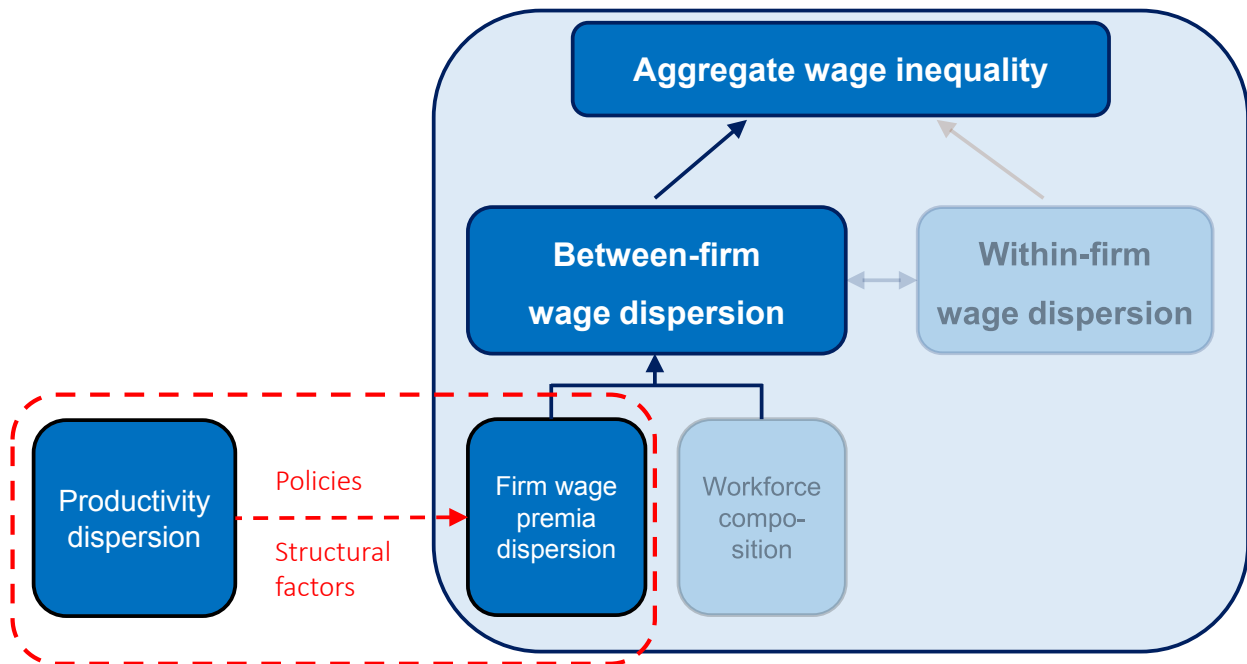 Aggregate wage inequality
Between-firm
wage dispersion
Within-firm
wage dispersion
Productivity
dispersion
Policies
Structural
factors
Firm wage
premia
dispersion
Workforce
compo-
sition